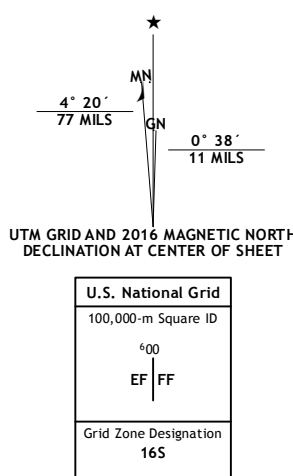 MN
4° 20´
77 MILS
GN
0° 38´
11 MILS
UTM GRID AND 2016 MAGNETIC NORTH
DECLINATION AT CENTER OF SHEET
U.S. National Grid
100,000-m Square ID
⁶00
EF FF
Grid Zone Designation
16S